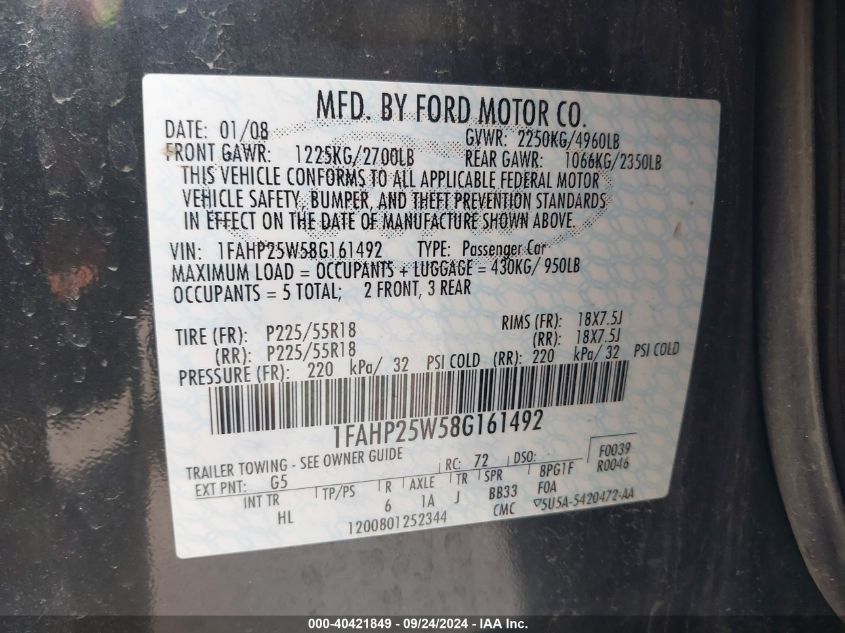 MFD. BY FORD MOTOR CO.
DATE: 01/08 GVWR: 2250KG/4960LB
FRONT GAWR: 1225KG/2700LB REAR GAWR: 1066KG/2350LB
THIS VEHICLE CONFORMS TO ALL APPLICABLE FEDERAL MOTOR
VEHICLE SAFETY, BUMPER, AND THEFT PREVENTION STANDARDS
IN EFFECT ON THE DATE OF MANUFACTURE SHOWN ABOVE.
VIN: 1FAHP25W58G161492 TYPE: Passenger Car
MAXIMUM LOAD = OCCUPANTS + LUGGAGE = 430KG/ 950LB
OCCUPANTS = 5 TOTAL; 2 FRONT, 3 REAR
TIRE (FR): P225/55R18 RIMS (FR): 18X7.5J
(RR): P225/55R18 (RR): 18X7.5J
PRESSURE (FR): 220 kPa/ 32 PSI COLD (RR): 220 kPa/ 32 PSI COLD
1FAHP25W58G161492
TRAILER TOWING - SEE OWNER GUIDE
EXT PNT: G5 RC: 72 DSO: F0039
INT TR TP/PS R AXLE TR SPR BPG1F R0046
HL 6 1A J BB33 FOA
1200801252344 CMC 5U5A-5420472-AA
000-40421849 - 09/24/2024 - IAA Inc.